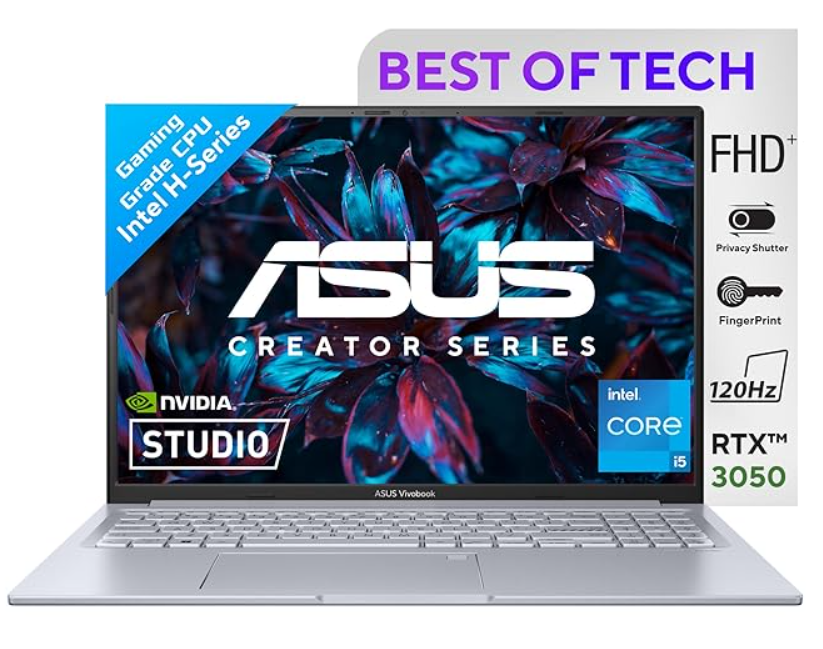 BEST OF TECH
Gaming
Grade CPU
Intel H-Series
FHD+
Privacy Shutter
FingerPrint
120Hz
RTX™
3050
ASUS
CREATOR SERIES
NVIDIA.
STUDIO
intel.
CORE
i5
ASUS Vivobook